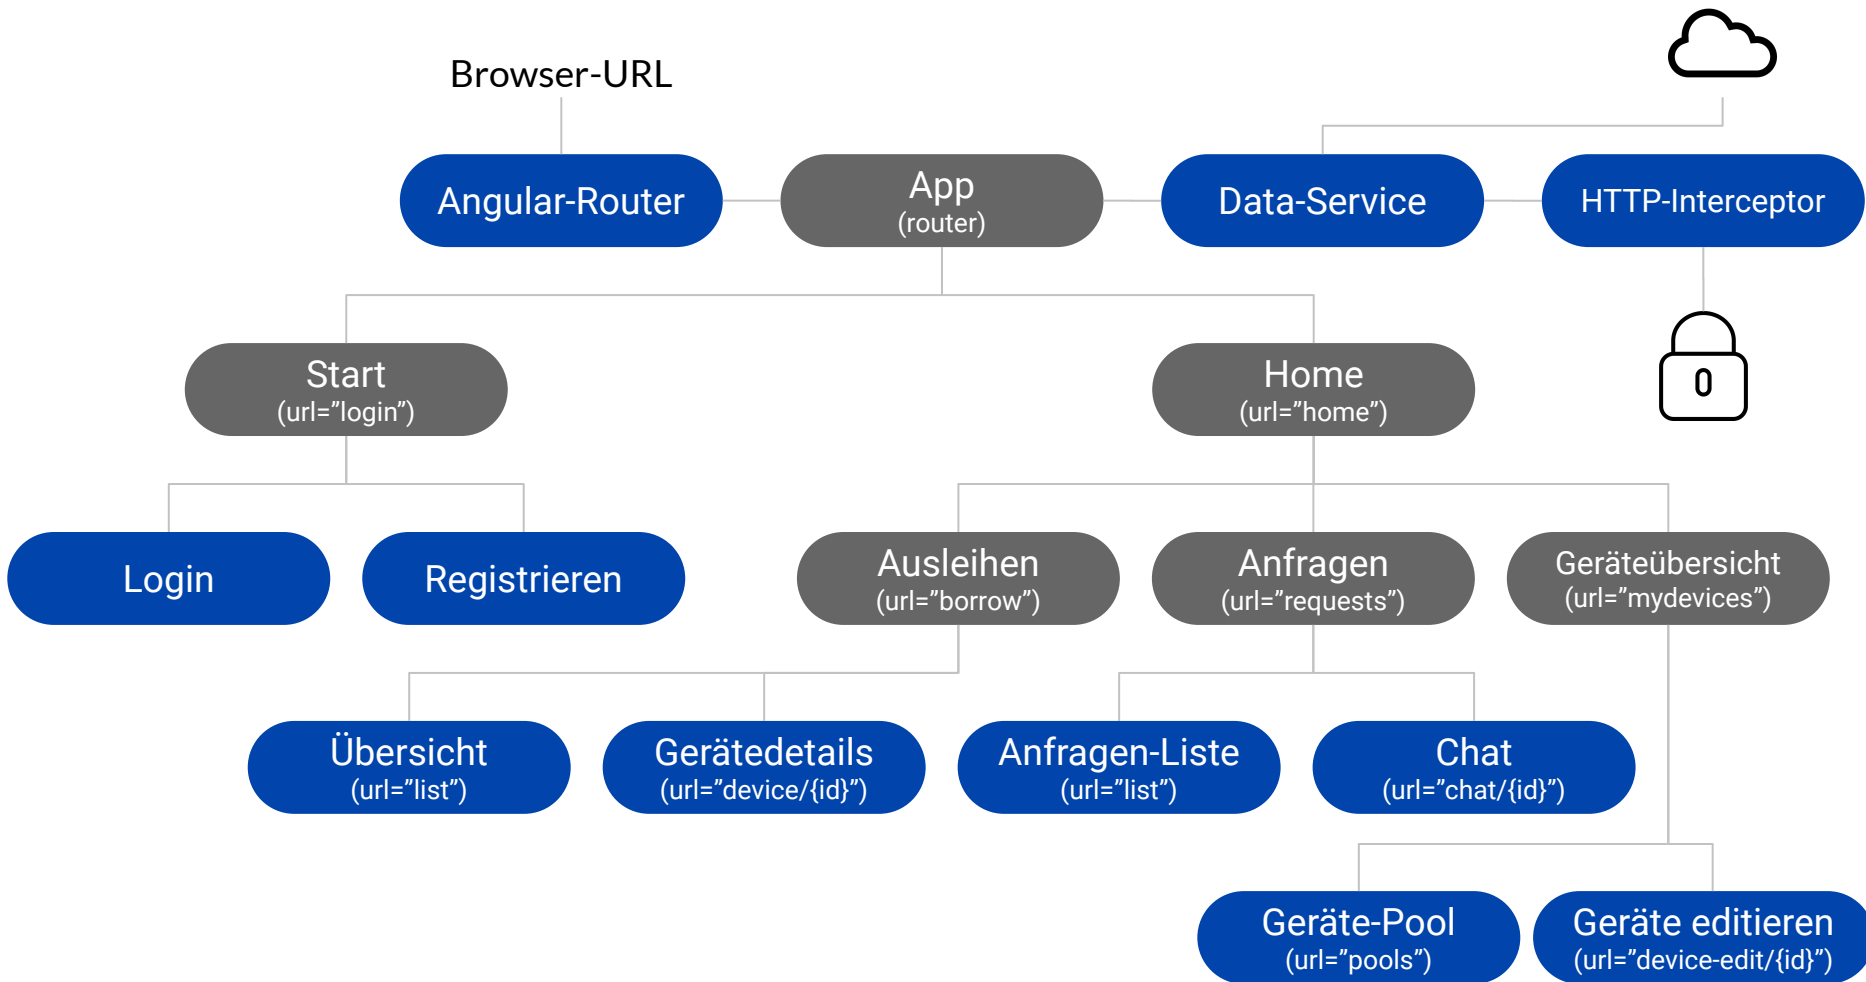 Browser-URL
Angular-Router
App
(router)
Data-Service
HTTP-Interceptor
Start
(url=”login”)
Home
(url=”home”)
Login
Registrieren
Ausleihen
(url=”borrow”)
Anfragen
(url=”requests”)
Geräteübersicht
(url=”mydevices”)
Übersicht
(url=”list”)
Gerätedetails
(url=”device/{id}”)
Anfragen-Liste
(url=”list”)
Chat
(url=”chat/{id}”)
Geräte-Pool
(url=”pools”)
Geräte editieren
(url=”device-edit/{id}”)